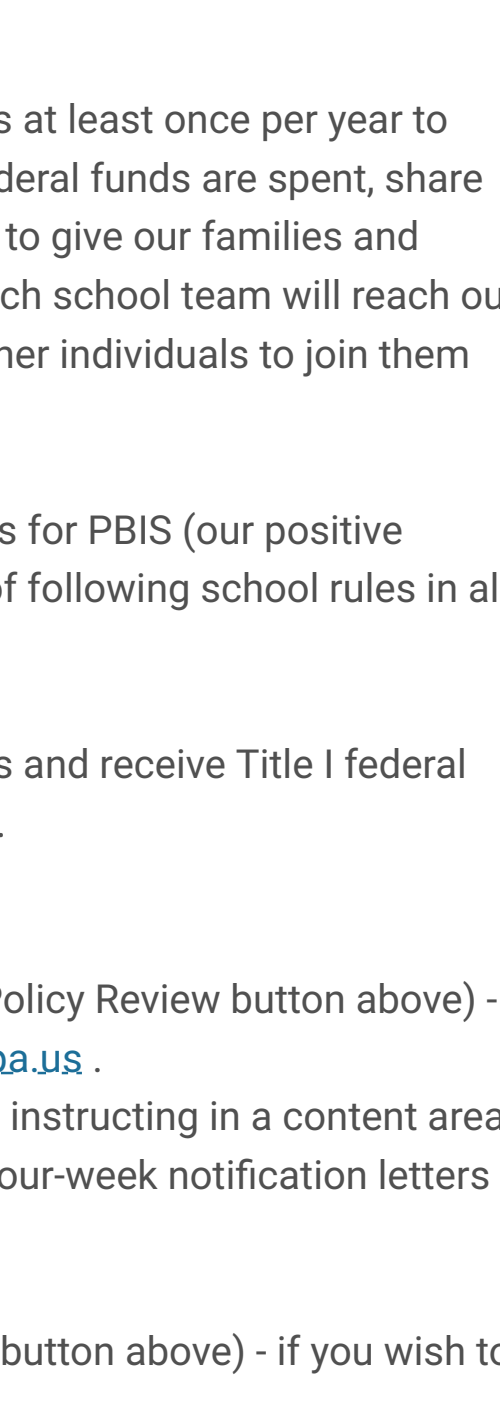 s at least once per year to
deral funds are spent, share
to give our families and
ch school team will reach ou
her individuals to join them
s for PBIS (our positive
of following school rules in al
s and receive Title I federal
.
Policy Review button above) -
pa.us .
instructing in a content area
our-week notification letters
button above) - if you wish to